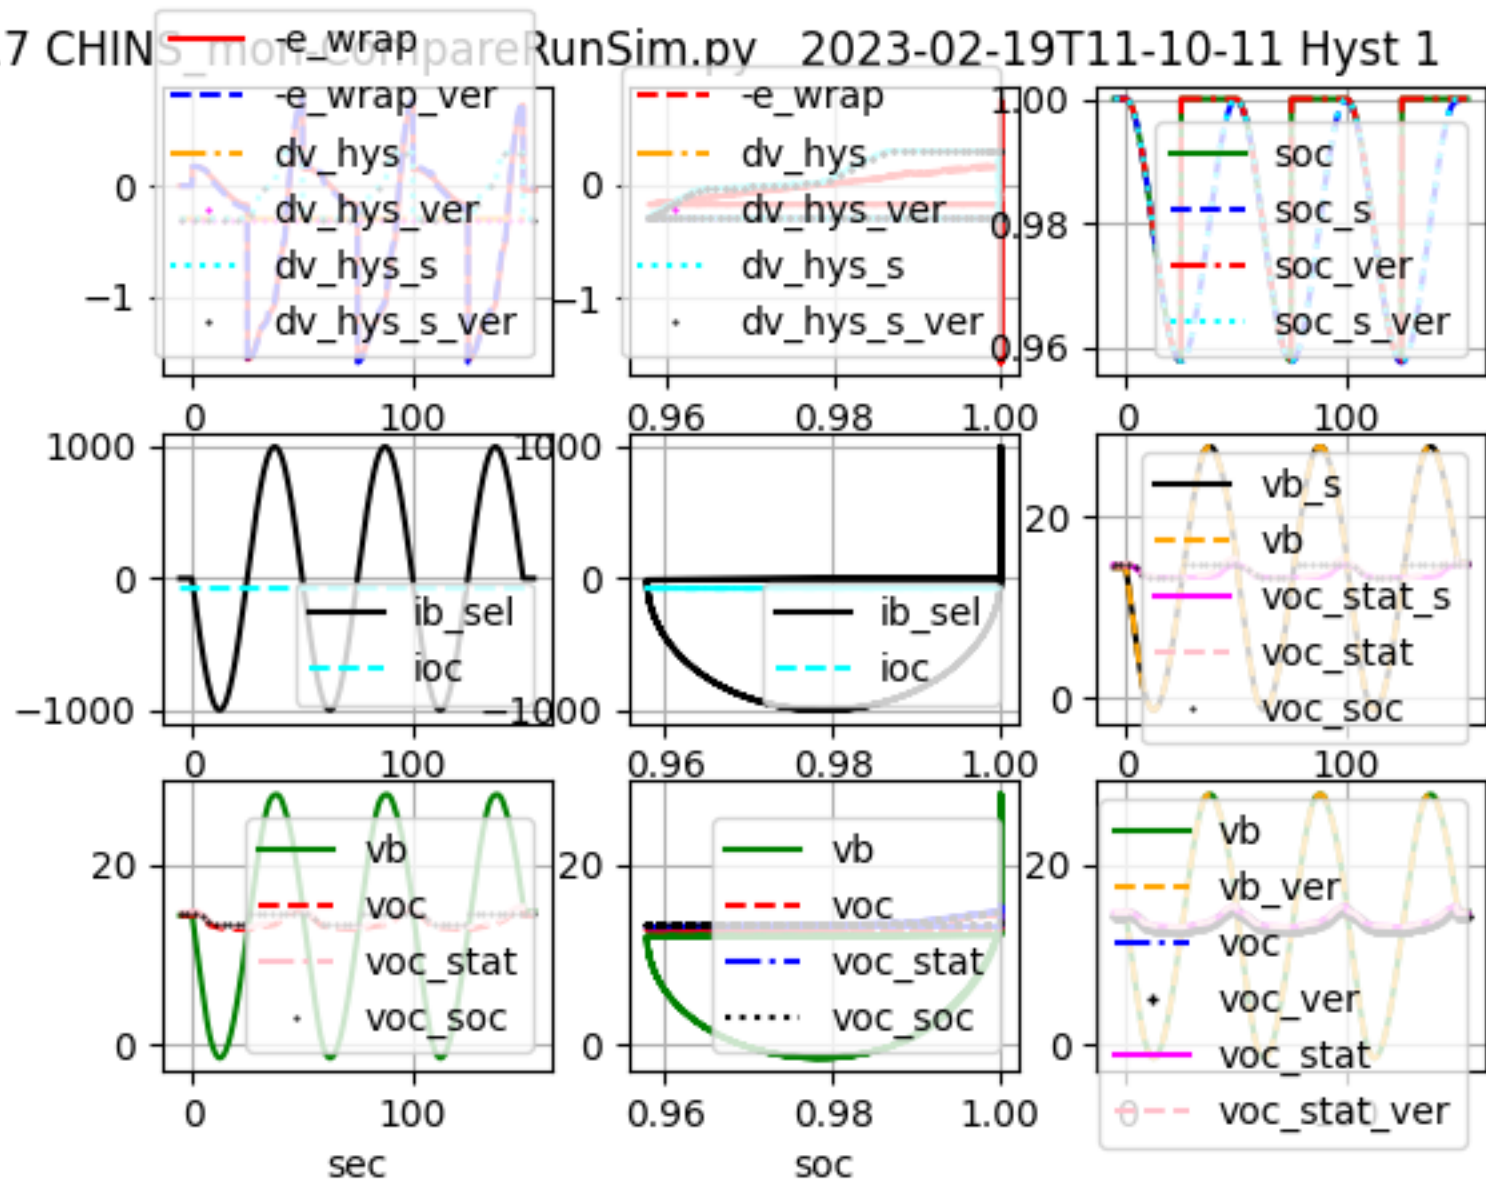 7 CHINS_mon-CompareRunSim.py 2023-02-19T11-10-11 Hyst 1
-e_wrap
-e_wrap_ver
dv_hys
dv_hys_ver
dv_hys_s
dv_hys_s_ver
0
−1
0
100
-e_wrap
dv_hys
dv_hys_ver
dv_hys_s
dv_hys_s_ver
0
−1
0.96
0.98
1.00
soc
soc_s
soc_ver
soc_s_ver
1.00
0.98
0.96
0
100
1000
0
−1000
ib_sel
ioc
0
100
1000
0
−1000
ib_sel
ioc
0.96
0.98
1.00
20
0
vb_s
vb
voc_stat_s
voc_stat
voc_soc
0
100
20
0
vb
voc
voc_stat
voc_soc
0
100
sec
20
0
vb
voc
voc_stat
voc_soc
0.96
0.98
1.00
soc
20
0
vb
vb_ver
voc
voc_ver
voc_stat
voc_stat_ver
0